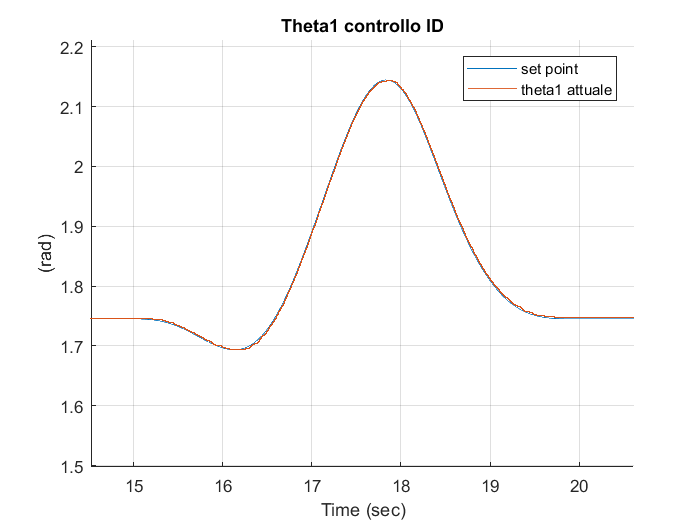 Theta1 controllo ID
set point
theta1 attuale
(rad)
2.2
2.1
2
1.9
1.8
1.7
1.6
1.5
15
16
17
18
19
20
Time (sec)